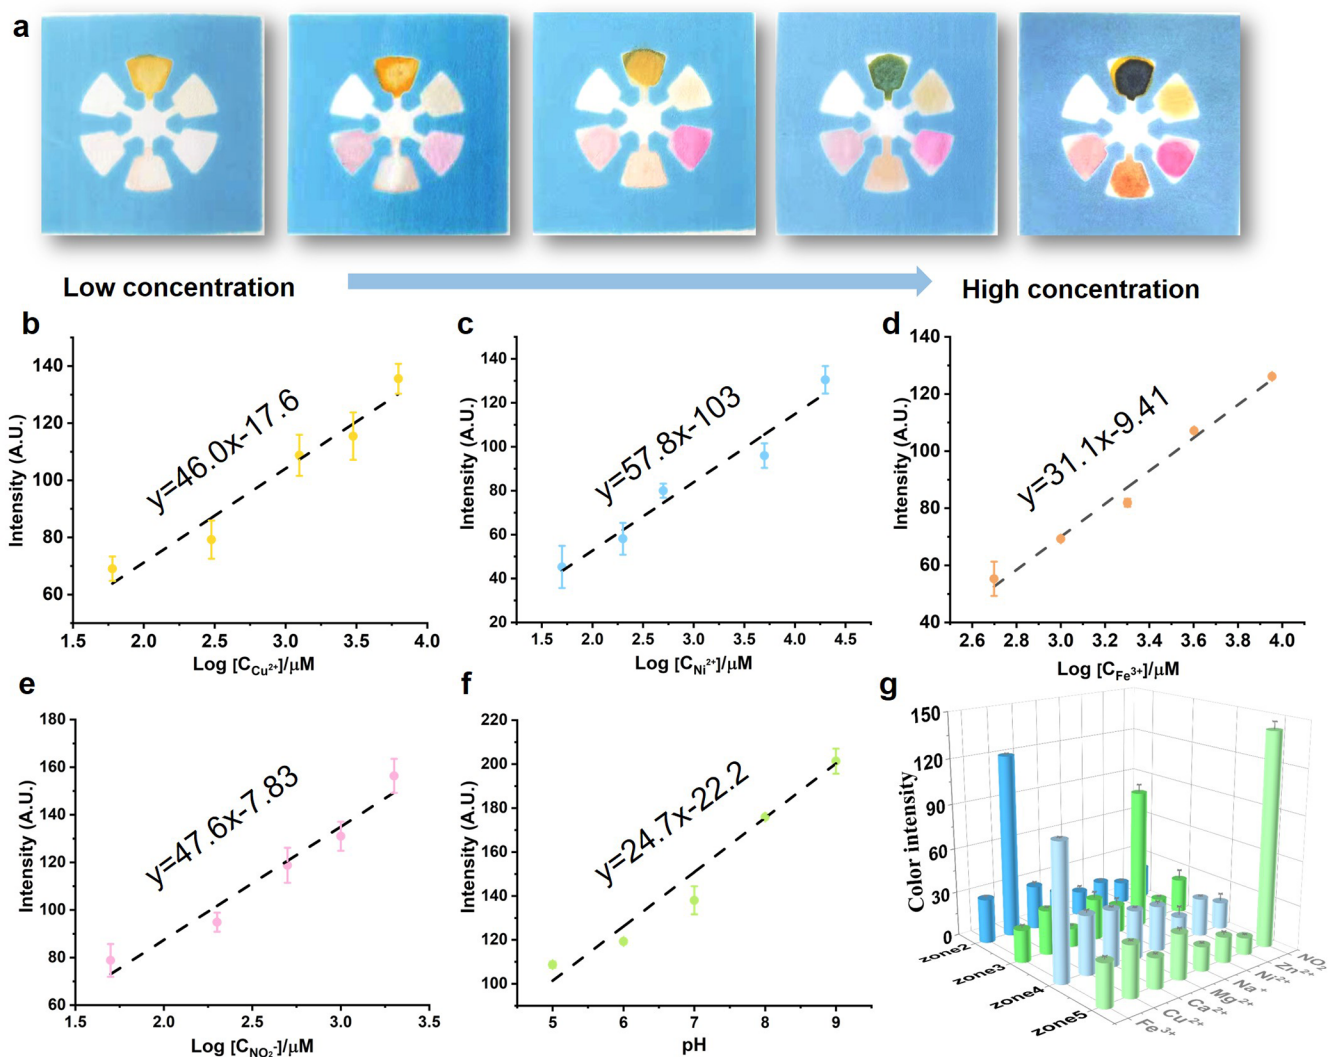 a
Low concentration
High concentration
b
140
120
100
80
60
1.5 2.0 2.5 3.0 3.5 4.0
Intensity (A.U.)
Log [C_Cu²⁺]/μM
y=46.0x-17.6
c
140
120
100
80
60
40
20
1.5 2.0 2.5 3.0 3.5 4.0 4.5
Intensity (A.U.)
Log [C_Ni²⁺]/μM
y=57.8x-103
d
140
120
100
80
60
40
2.6 2.8 3.0 3.2 3.4 3.6 3.8 4.0
Intensity (A.U.)
Log [C_Fe³⁺]/μM
y=31.1x-9.41
e
180
160
140
120
100
80
60
1.5 2.0 2.5 3.0 3.5
Intensity (A.U.)
Log [C_NO₂-]/μM
y=47.6x-7.83
f
220
200
180
160
140
120
100
5 6 7 8 9
Intensity (A.U.)
pH
y=24.7x-22.2
g
150
120
90
60
30
0
Color intensity
zone2
zone3
zone4
zone5
Fe³⁺
Cu²⁺
Ca²⁺
Mg²⁺
Na⁺
Ni²⁺
Zn²⁺
NO₂